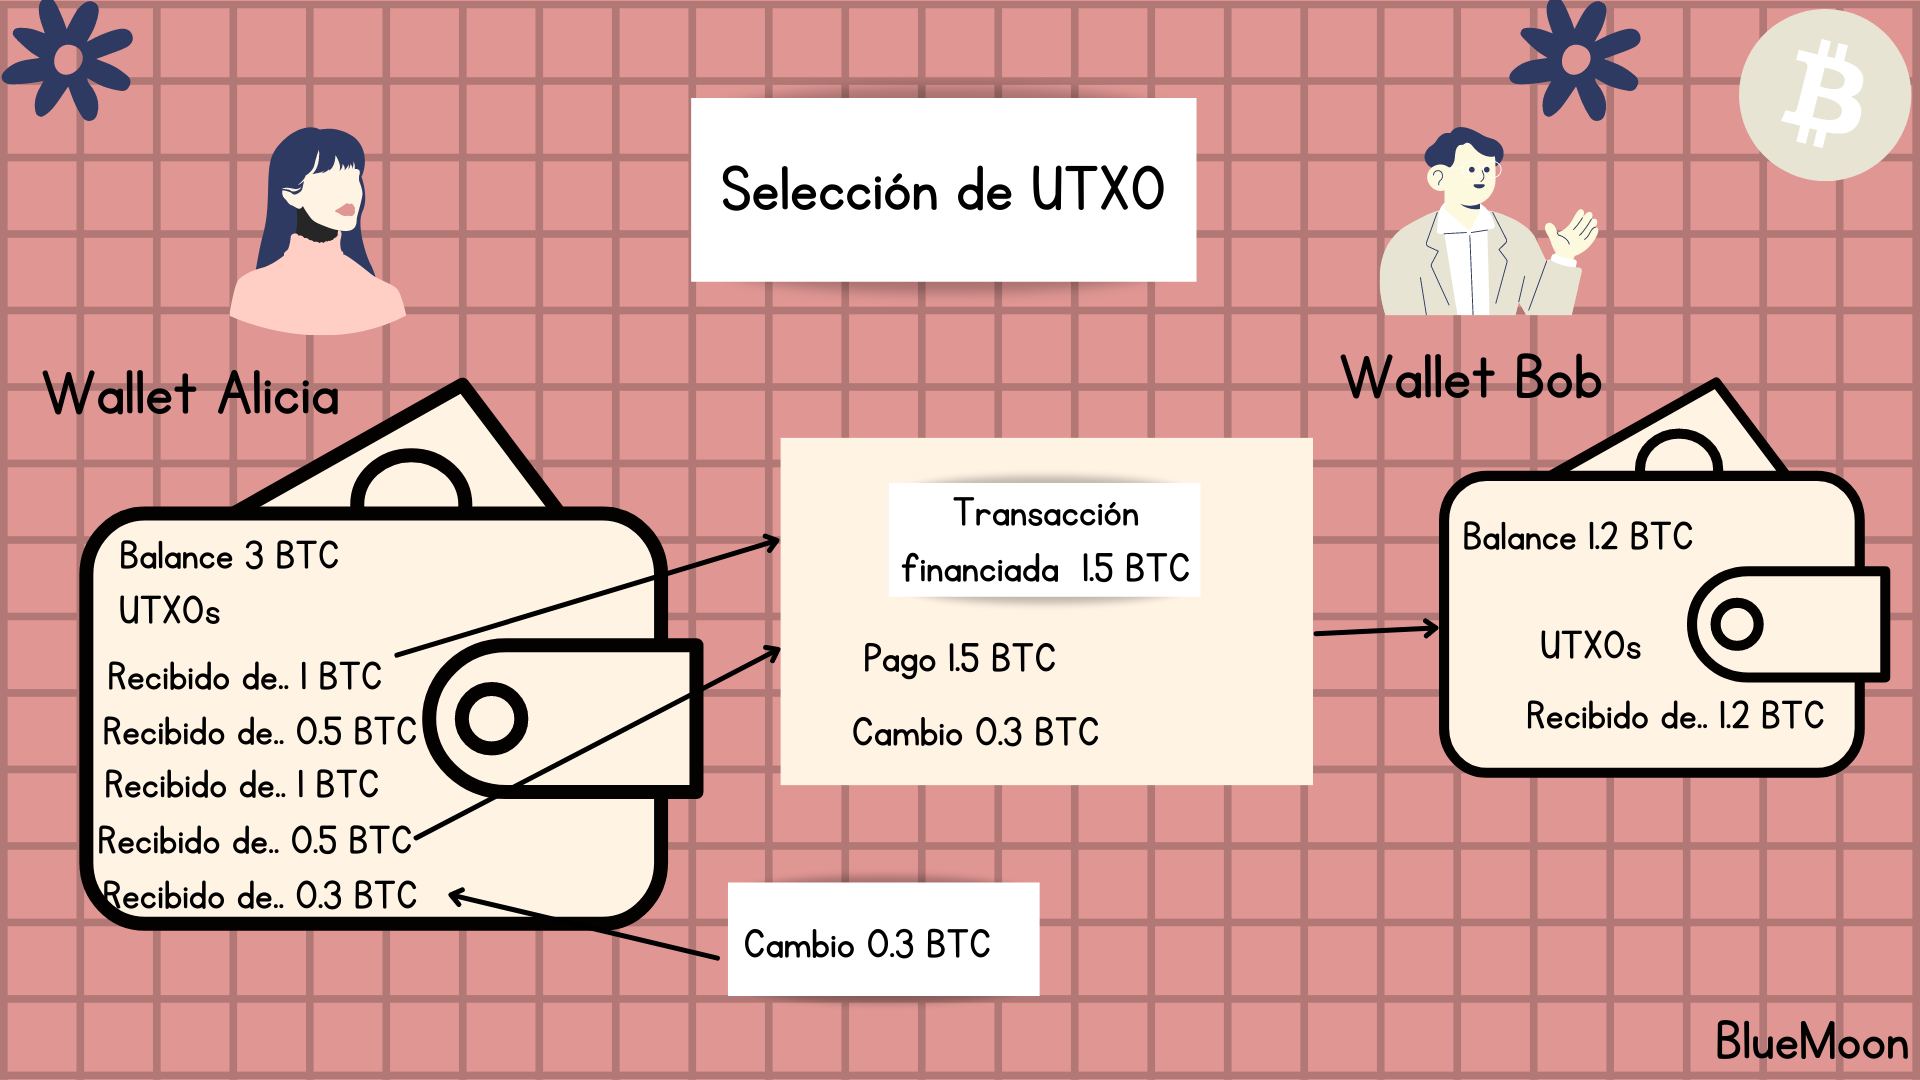 Selección de UTXO
Wallet Alicia
Balance 3 BTC
UTXOs
Recibido de.. 1 BTC
Recibido de.. 0.5 BTC
Recibido de.. 1 BTC
Recibido de.. 0.5 BTC
Recibido de.. 0.3 BTC
Transacción
financiada 1.5 BTC
Pago 1.5 BTC
Cambio 0.3 BTC
Cambio 0.3 BTC
Wallet Bob
Balance 1.2 BTC
UTXOs
Recibido de.. 1.2 BTC
BlueMoon